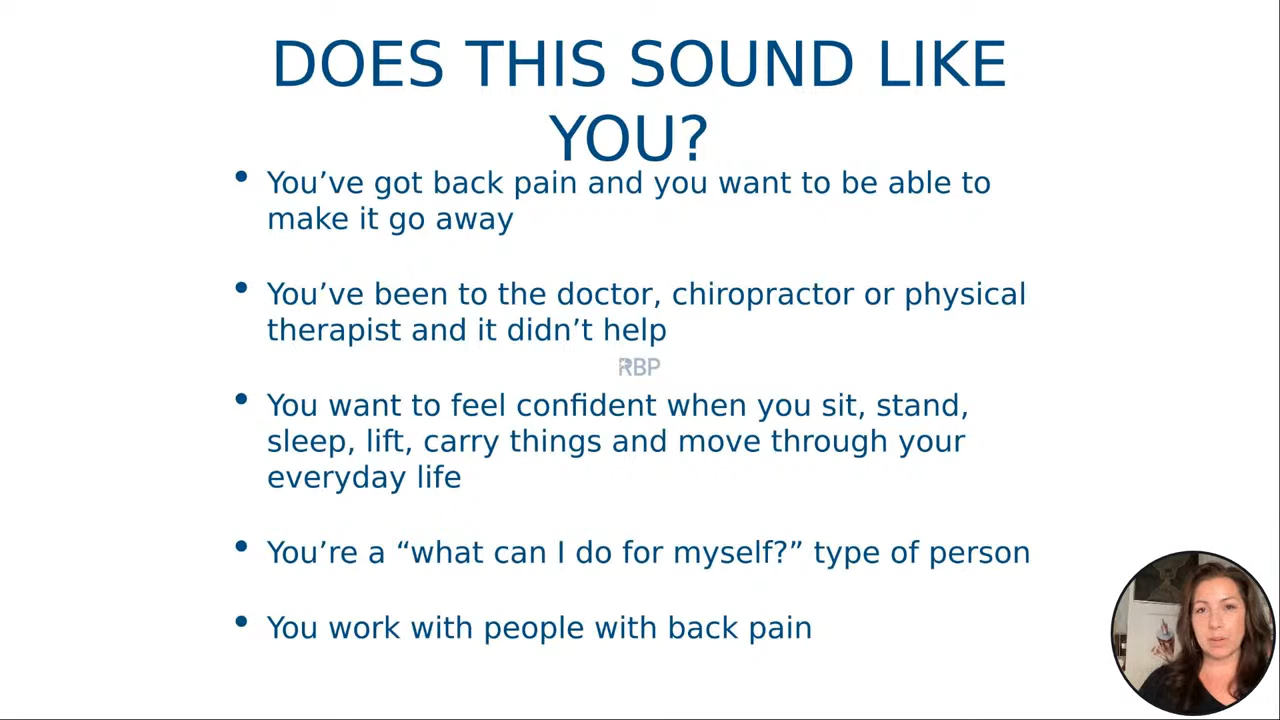 DOES THIS SOUND LIKE
YOU?
• You’ve got back pain and you want to be able to
make it go away
• You’ve been to the doctor, chiropractor or physical
therapist and it didn’t help
RBP
• You want to feel confident when you sit, stand,
sleep, lift, carry things and move through your
everyday life
• You’re a “what can I do for myself?” type of person
• You work with people with back pain